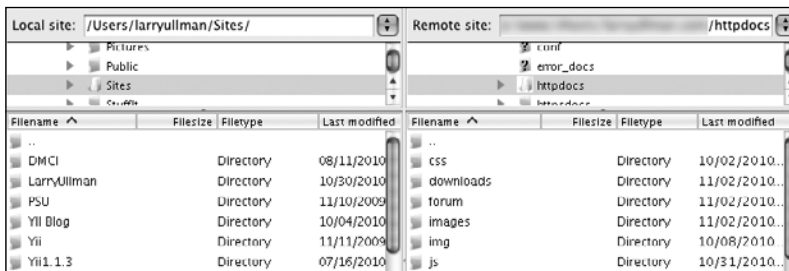 Local site: /Users/larryullman/Sites/
Pictures
Public
Sites
StuffIt
Filename Filesize Filetype Last modified
..
DMCI Directory 08/11/2010
LarryUllman Directory 10/30/2010
PSU Directory 11/10/2009
YII Blog Directory 10/04/2010
Yii Directory 11/11/2009
Yii1.1.3 Directory 07/16/2010
Remote site: /httpdocs
conf
error_docs
httpdocs
httpsdocs
Filename Filesize Filetype Last modified
..
css Directory 10/02/2010...
downloads Directory 11/02/2010...
forum Directory 11/02/2010...
images Directory 11/02/2010...
img Directory 10/08/2010...
js Directory 10/31/2010...